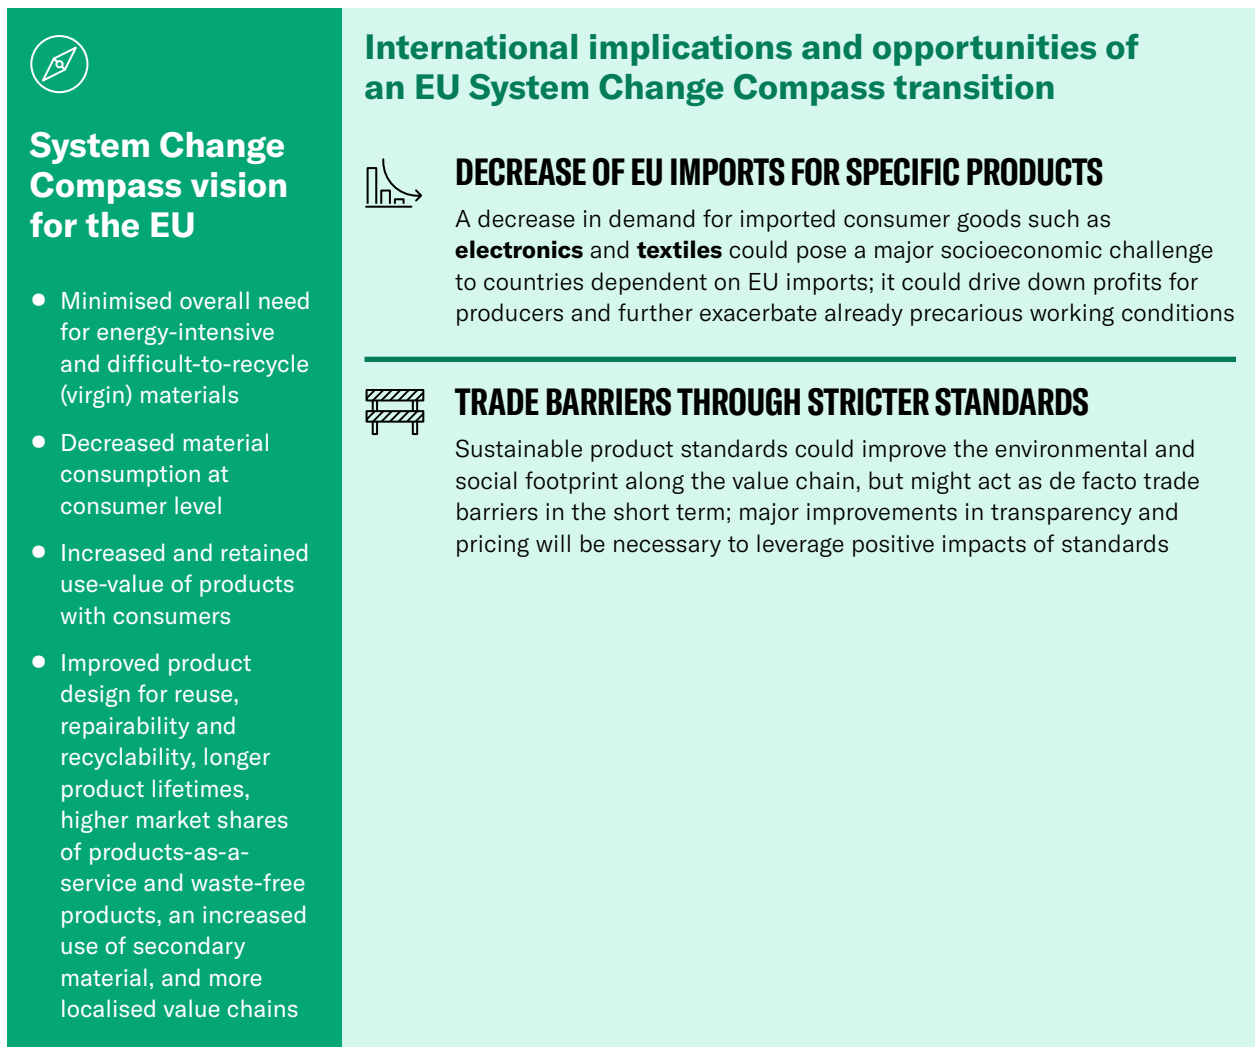 System Change
Compass vision
for the EU
• Minimised overall need
for energy-intensive
and difficult-to-recycle
(virgin) materials
• Decreased material
consumption at
consumer level
• Increased and retained
use-value of products
with consumers
• Improved product
design for reuse,
repairability and
recyclability, longer
product lifetimes,
higher market shares
of products-as-a-
service and waste-free
products, an increased
use of secondary
material, and more
localised value chains
International implications and opportunities of
an EU System Change Compass transition
DECREASE OF EU IMPORTS FOR SPECIFIC PRODUCTS
A decrease in demand for imported consumer goods such as
electronics and textiles could pose a major socioeconomic challenge
to countries dependent on EU imports; it could drive down profits for
producers and further exacerbate already precarious working conditions
TRADE BARRIERS THROUGH STRICTER STANDARDS
Sustainable product standards could improve the environmental and
social footprint along the value chain, but might act as de facto trade
barriers in the short term; major improvements in transparency and
pricing will be necessary to leverage positive impacts of standards